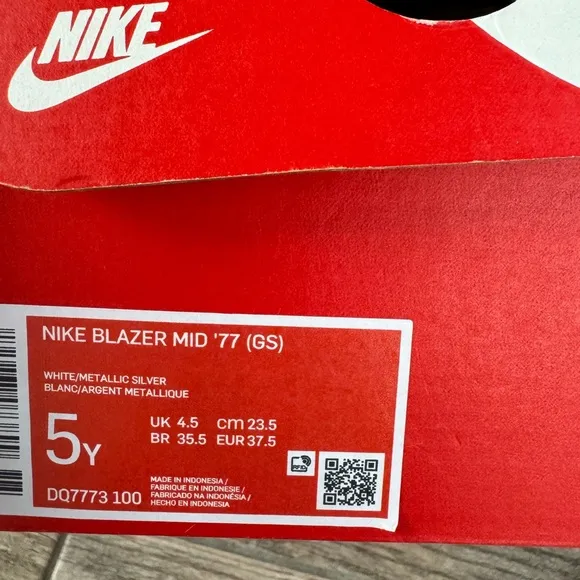 NIKE
NIKE BLAZER MID '77 (GS)
WHITE/METALLIC SILVER
BLANC/ARGENT METALLIQUE
5Y
UK 4.5 cm 23.5
BR 35.5 EUR 37.5
RFID
DQ7773 100
MADE IN INDONESIA /
FABRIQUE EN INDONESIE /
FABRICADO NA INDONÉSIA /
HECHO EN INDONESIA